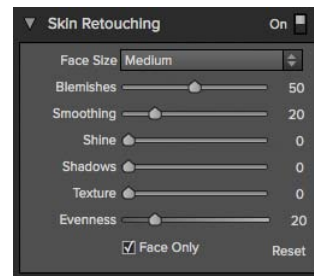 Skin Retouching On
Face Size Medium
Blemishes 50
Smoothing 20
Shine 0
Shadows 0
Texture 0
Evenness 20
Face Only Reset